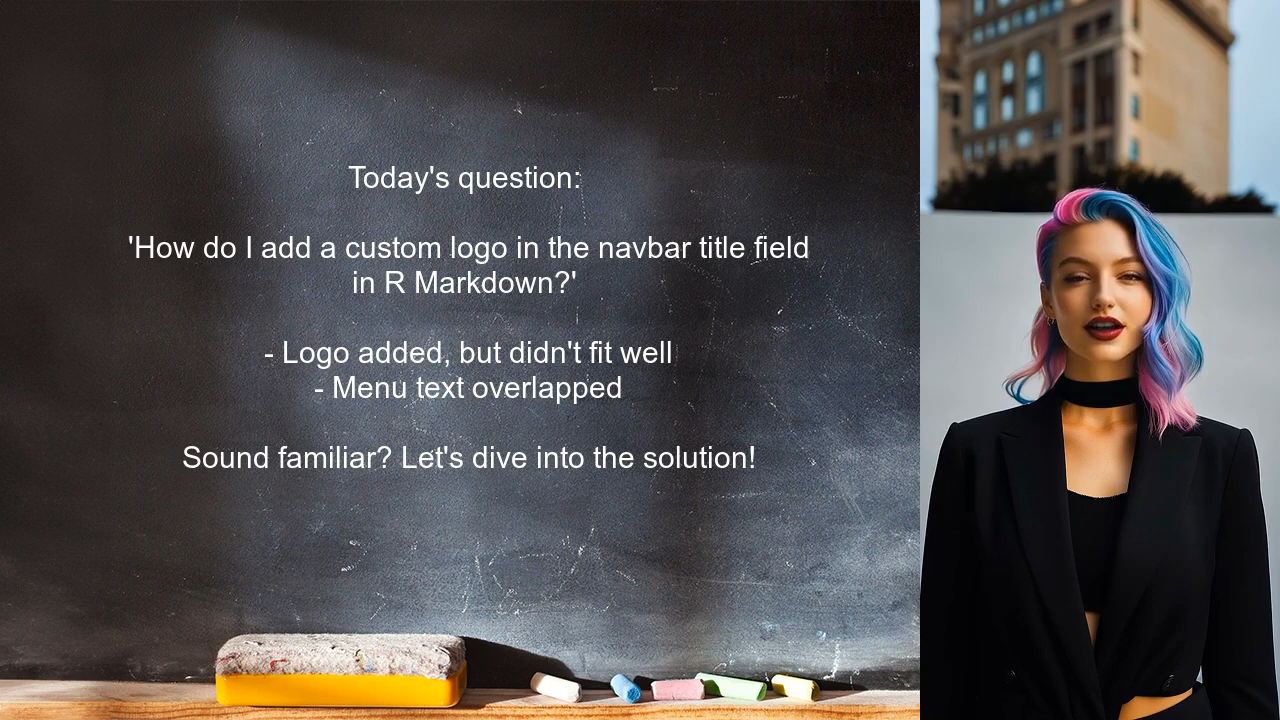 Today's question:
'How do I add a custom logo in the navbar title field
in R Markdown?'
- Logo added, but didn't fit well
- Menu text overlapped
Sound familiar? Let's dive into the solution!